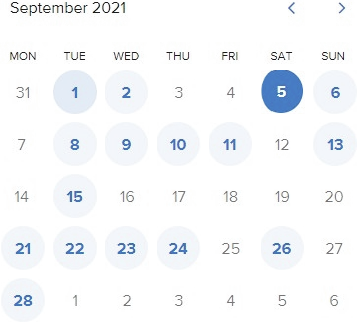 September 2021
MON TUE WED THU FRI SAT SUN
31 1 2 3 4 5 6
7 8 9 10 11 12 13
14 15 16 17 18 19 20
21 22 23 24 25 26 27
28 1 2 3 4 5 6